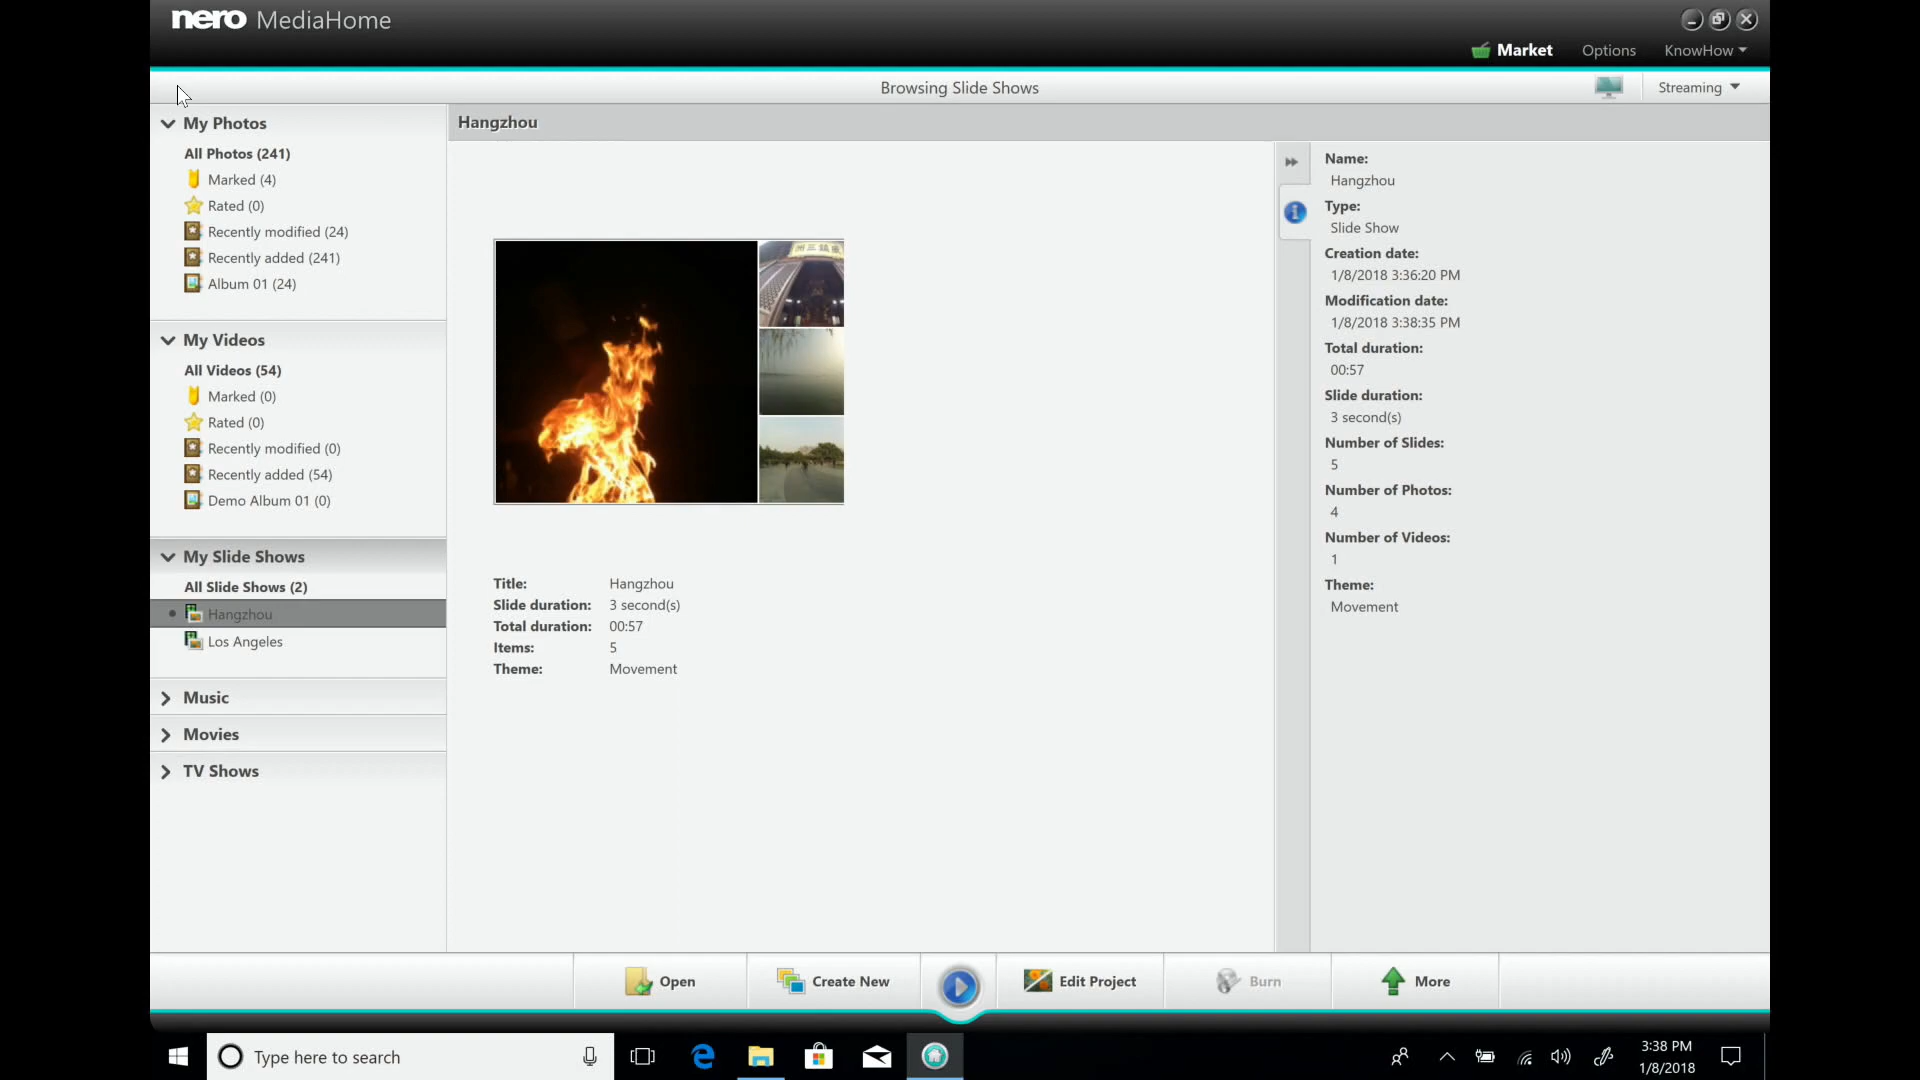 nero MediaHome
Market
Options
KnowHow
Browsing Slide Shows
Streaming
My Photos
All Photos (241)
Marked (4)
Rated (0)
Recently modified (24)
Recently added (241)
Album 01 (24)
My Videos
All Videos (54)
Marked (0)
Rated (0)
Recently modified (0)
Recently added (54)
Demo Album 01 (0)
My Slide Shows
All Slide Shows (2)
Hangzhou
Los Angeles
Music
Movies
TV Shows
Hangzhou
Title: Hangzhou
Slide duration: 3 second(s)
Total duration: 00:57
Items: 5
Theme: Movement
Name:
Hangzhou
Type:
Slide Show
Creation date:
1/8/2018 3:36:20 PM
Modification date:
1/8/2018 3:38:35 PM
Total duration:
00:57
Slide duration:
3 second(s)
Number of Slides:
5
Number of Photos:
4
Number of Videos:
1
Theme:
Movement
Open
Create New
Edit Project
Burn
More
Type here to search
3:38 PM
1/8/2018